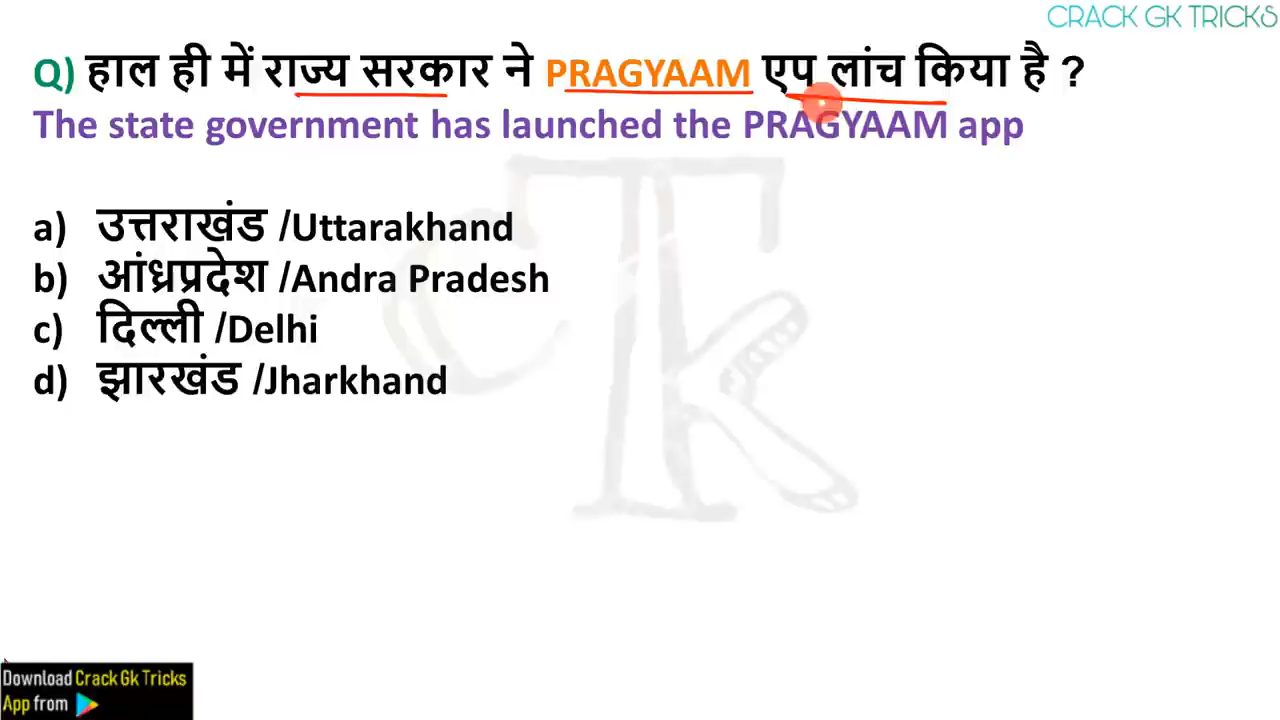 CRACK GK TRICKS
Q) हाल ही में राज्य सरकार ने PRAGYAAM एप लांच किया है ?
The state government has launched the PRAGYAAM app
a) उत्तराखंड /Uttarakhand
b) आंध्रप्रदेश /Andra Pradesh
c) दिल्ली /Delhi
d) झारखंड /Jharkhand
CTk
Download Crack Gk Tricks
App from